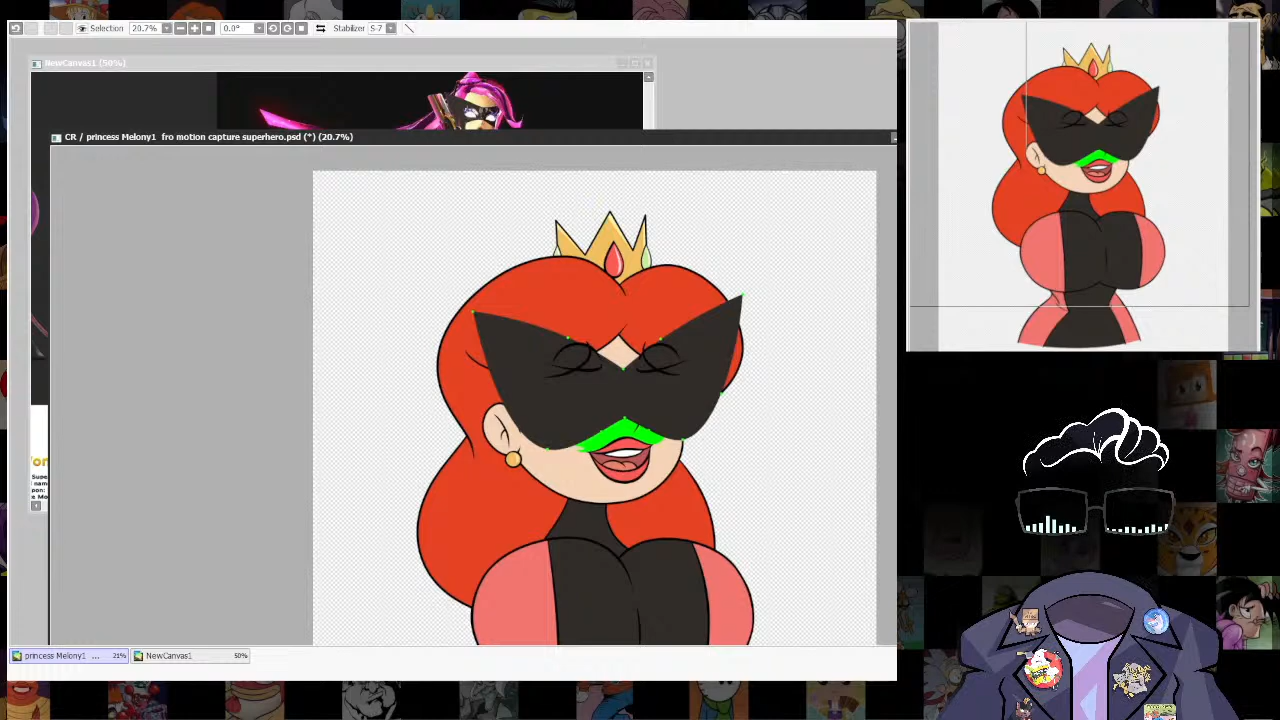 Selection 20.7% 0.0° Stabilizer S-7
NewCanvas1 (50%)
CR / princess Melony1 fro motion capture superhero.psd (*) (20.7%)
princess Melony1 ... 21% NewCanvas1 50%